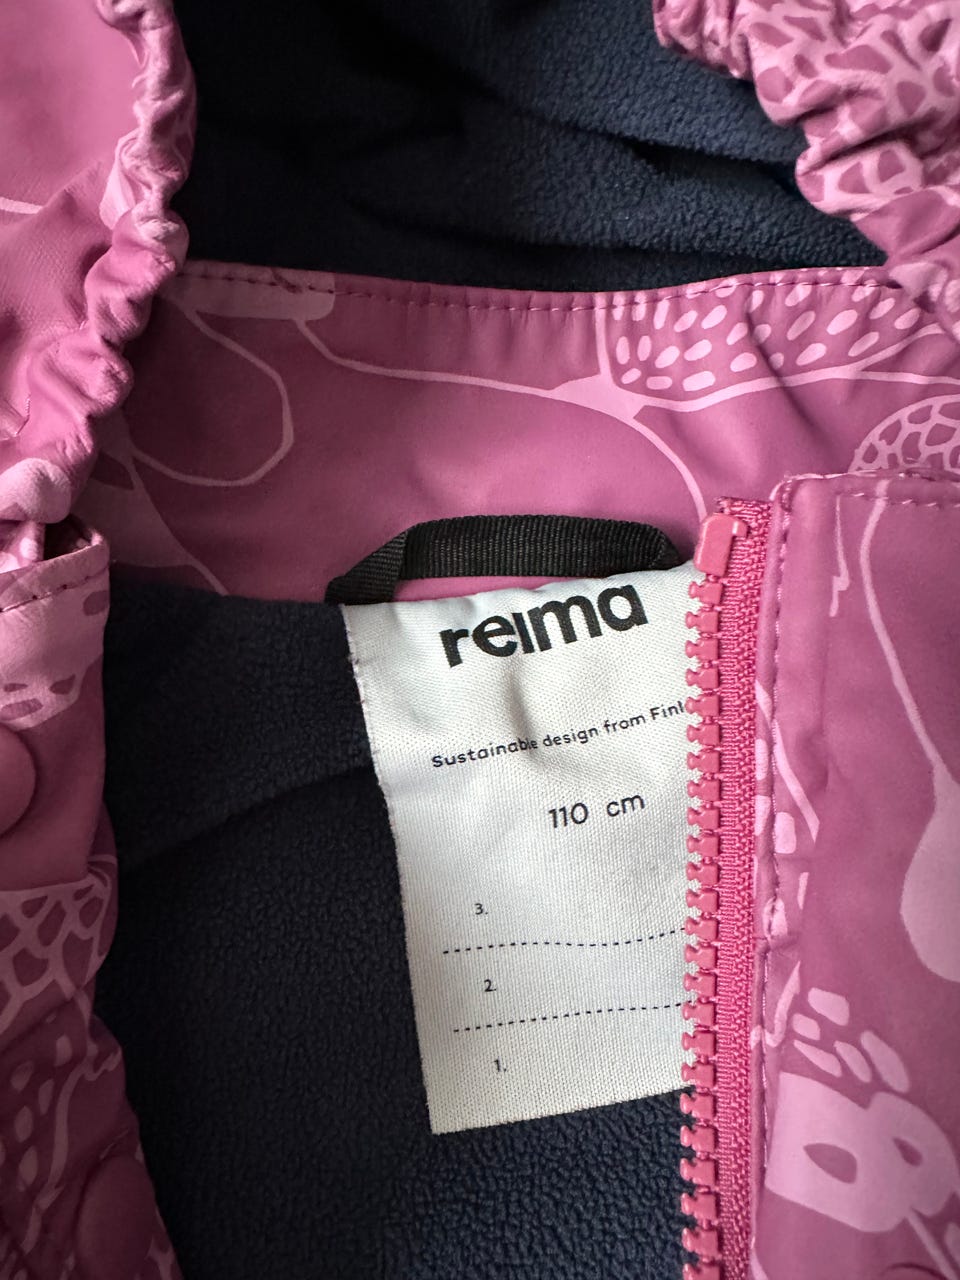 reima
Sustainable design from Finl
110 cm
3.
2.
1.